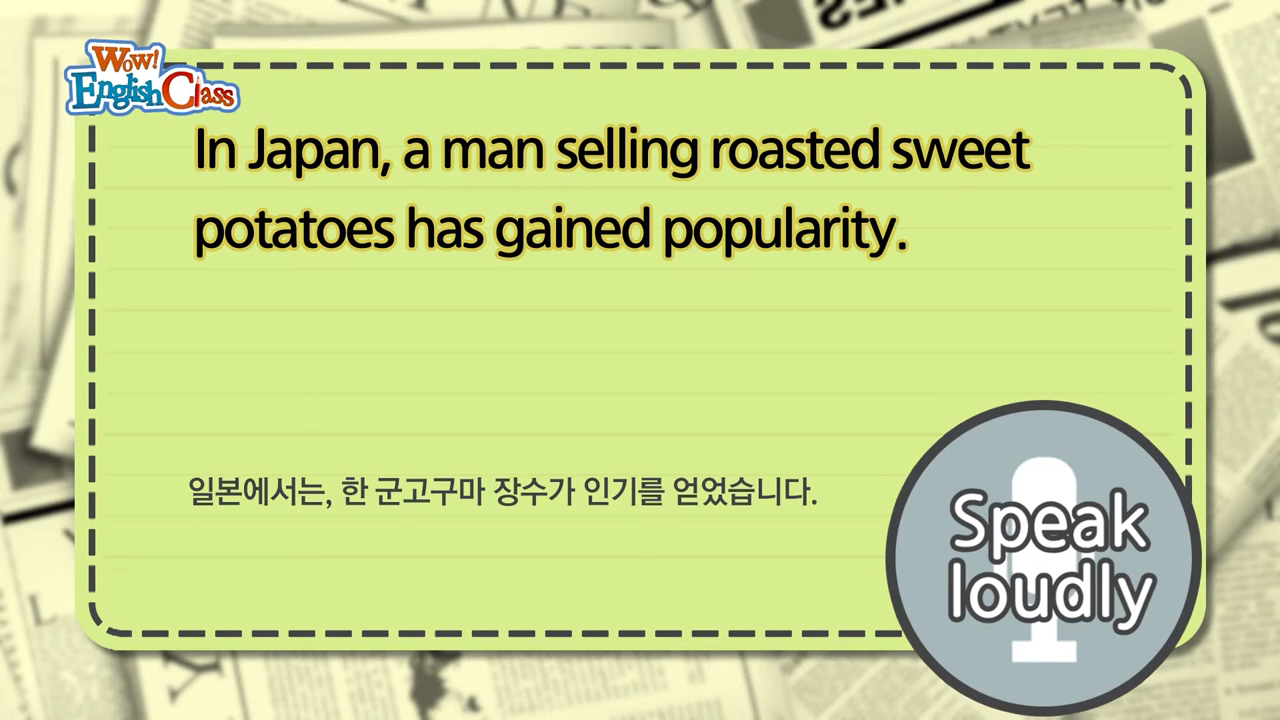 Wow!
English Class
In Japan, a man selling roasted sweet
potatoes has gained popularity.
일본에서는, 한 군고구마 장수가 인기를 얻었습니다.
Speak
loudly